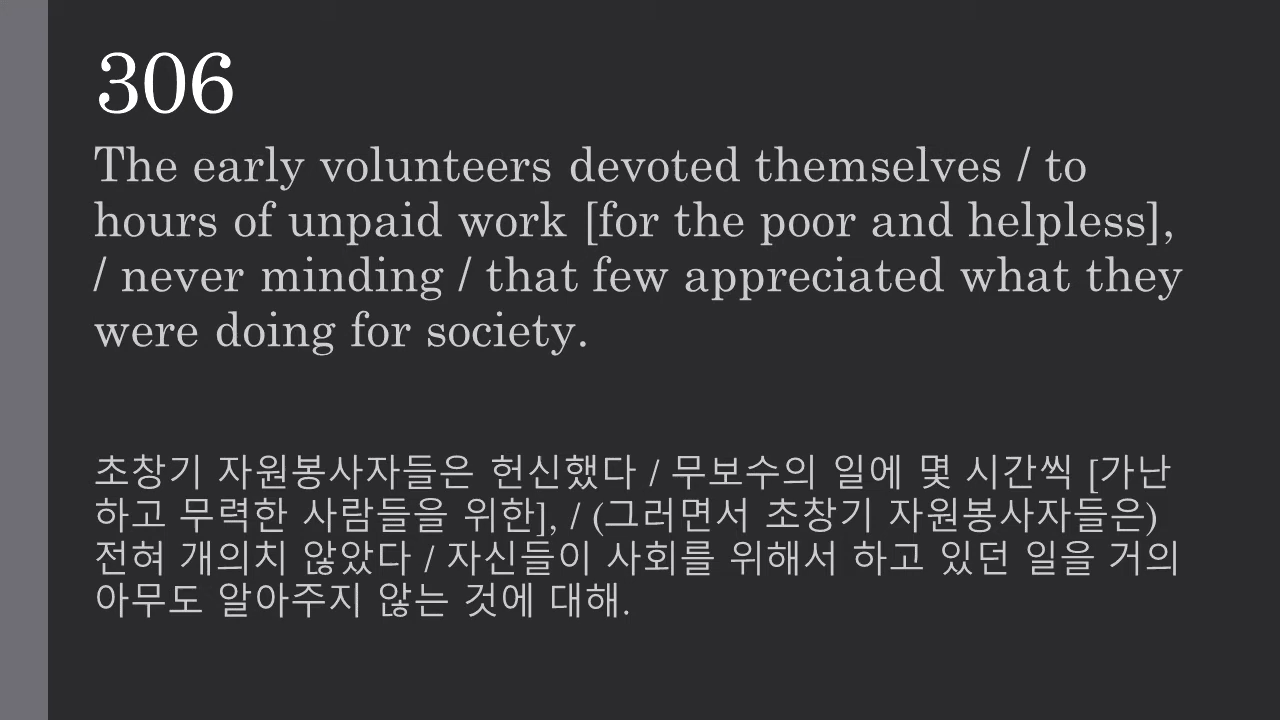 306
The early volunteers devoted themselves / to
hours of unpaid work [for the poor and helpless],
/ never minding / that few appreciated what they
were doing for society.
초창기 자원봉사자들은 헌신했다 / 무보수의 일에 몇 시간씩 [가난
하고 무력한 사람들을 위한], / (그러면서 초창기 자원봉사자들은)
전혀 개의치 않았다 / 자신들이 사회를 위해서 하고 있던 일을 거의
아무도 알아주지 않는 것에 대해.